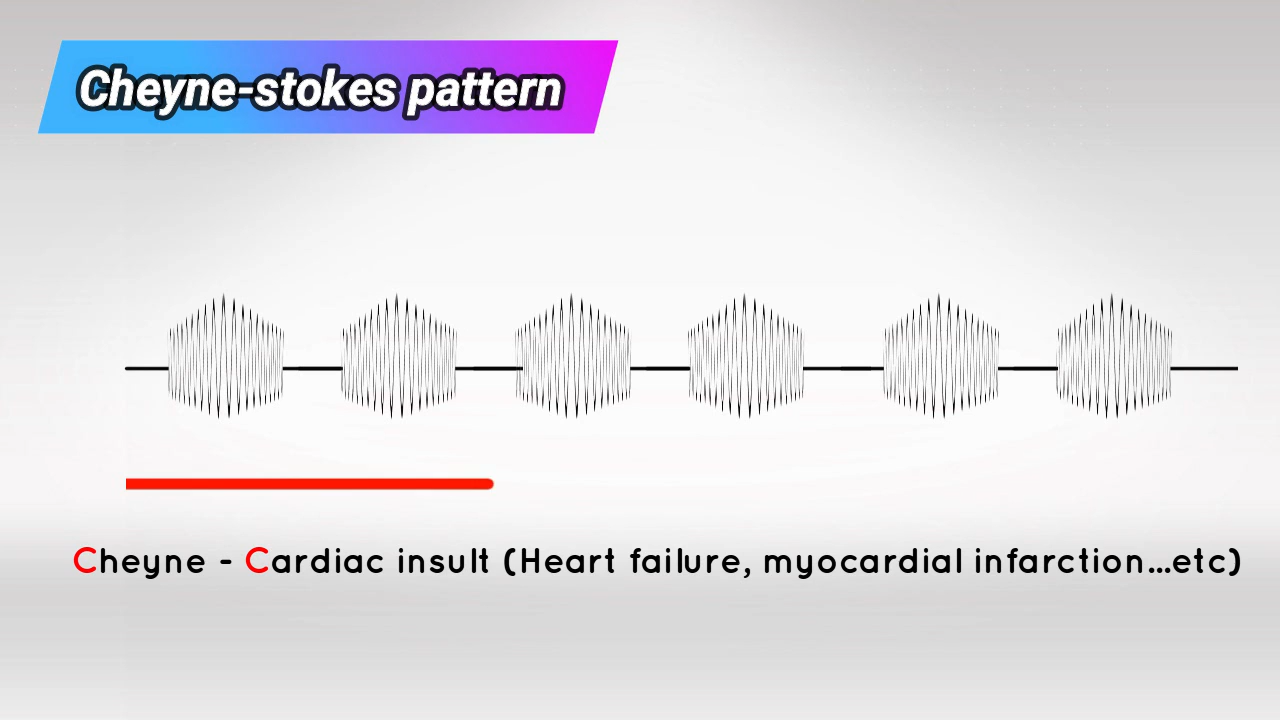 Cheyne-stokes pattern
Cheyne - Cardiac insult (Heart failure, myocardial infarction...etc)